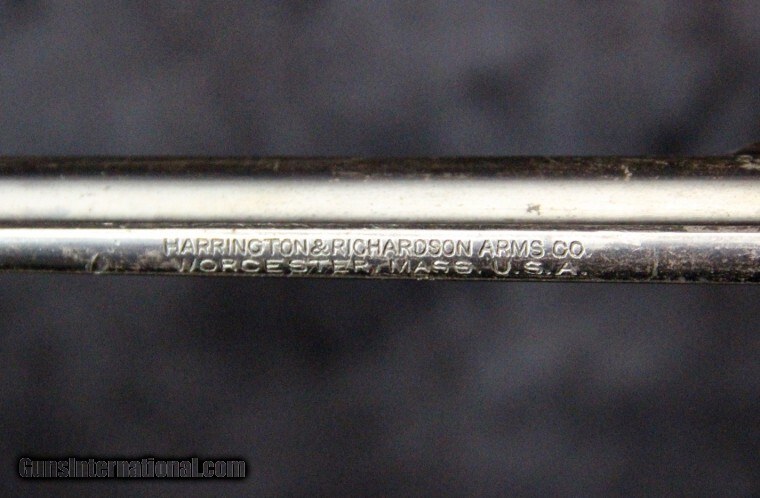 HARRINGTON & RICHARDSON ARMS CO.
WORCESTER, MASS. U.S.A.
GunsInternational.com